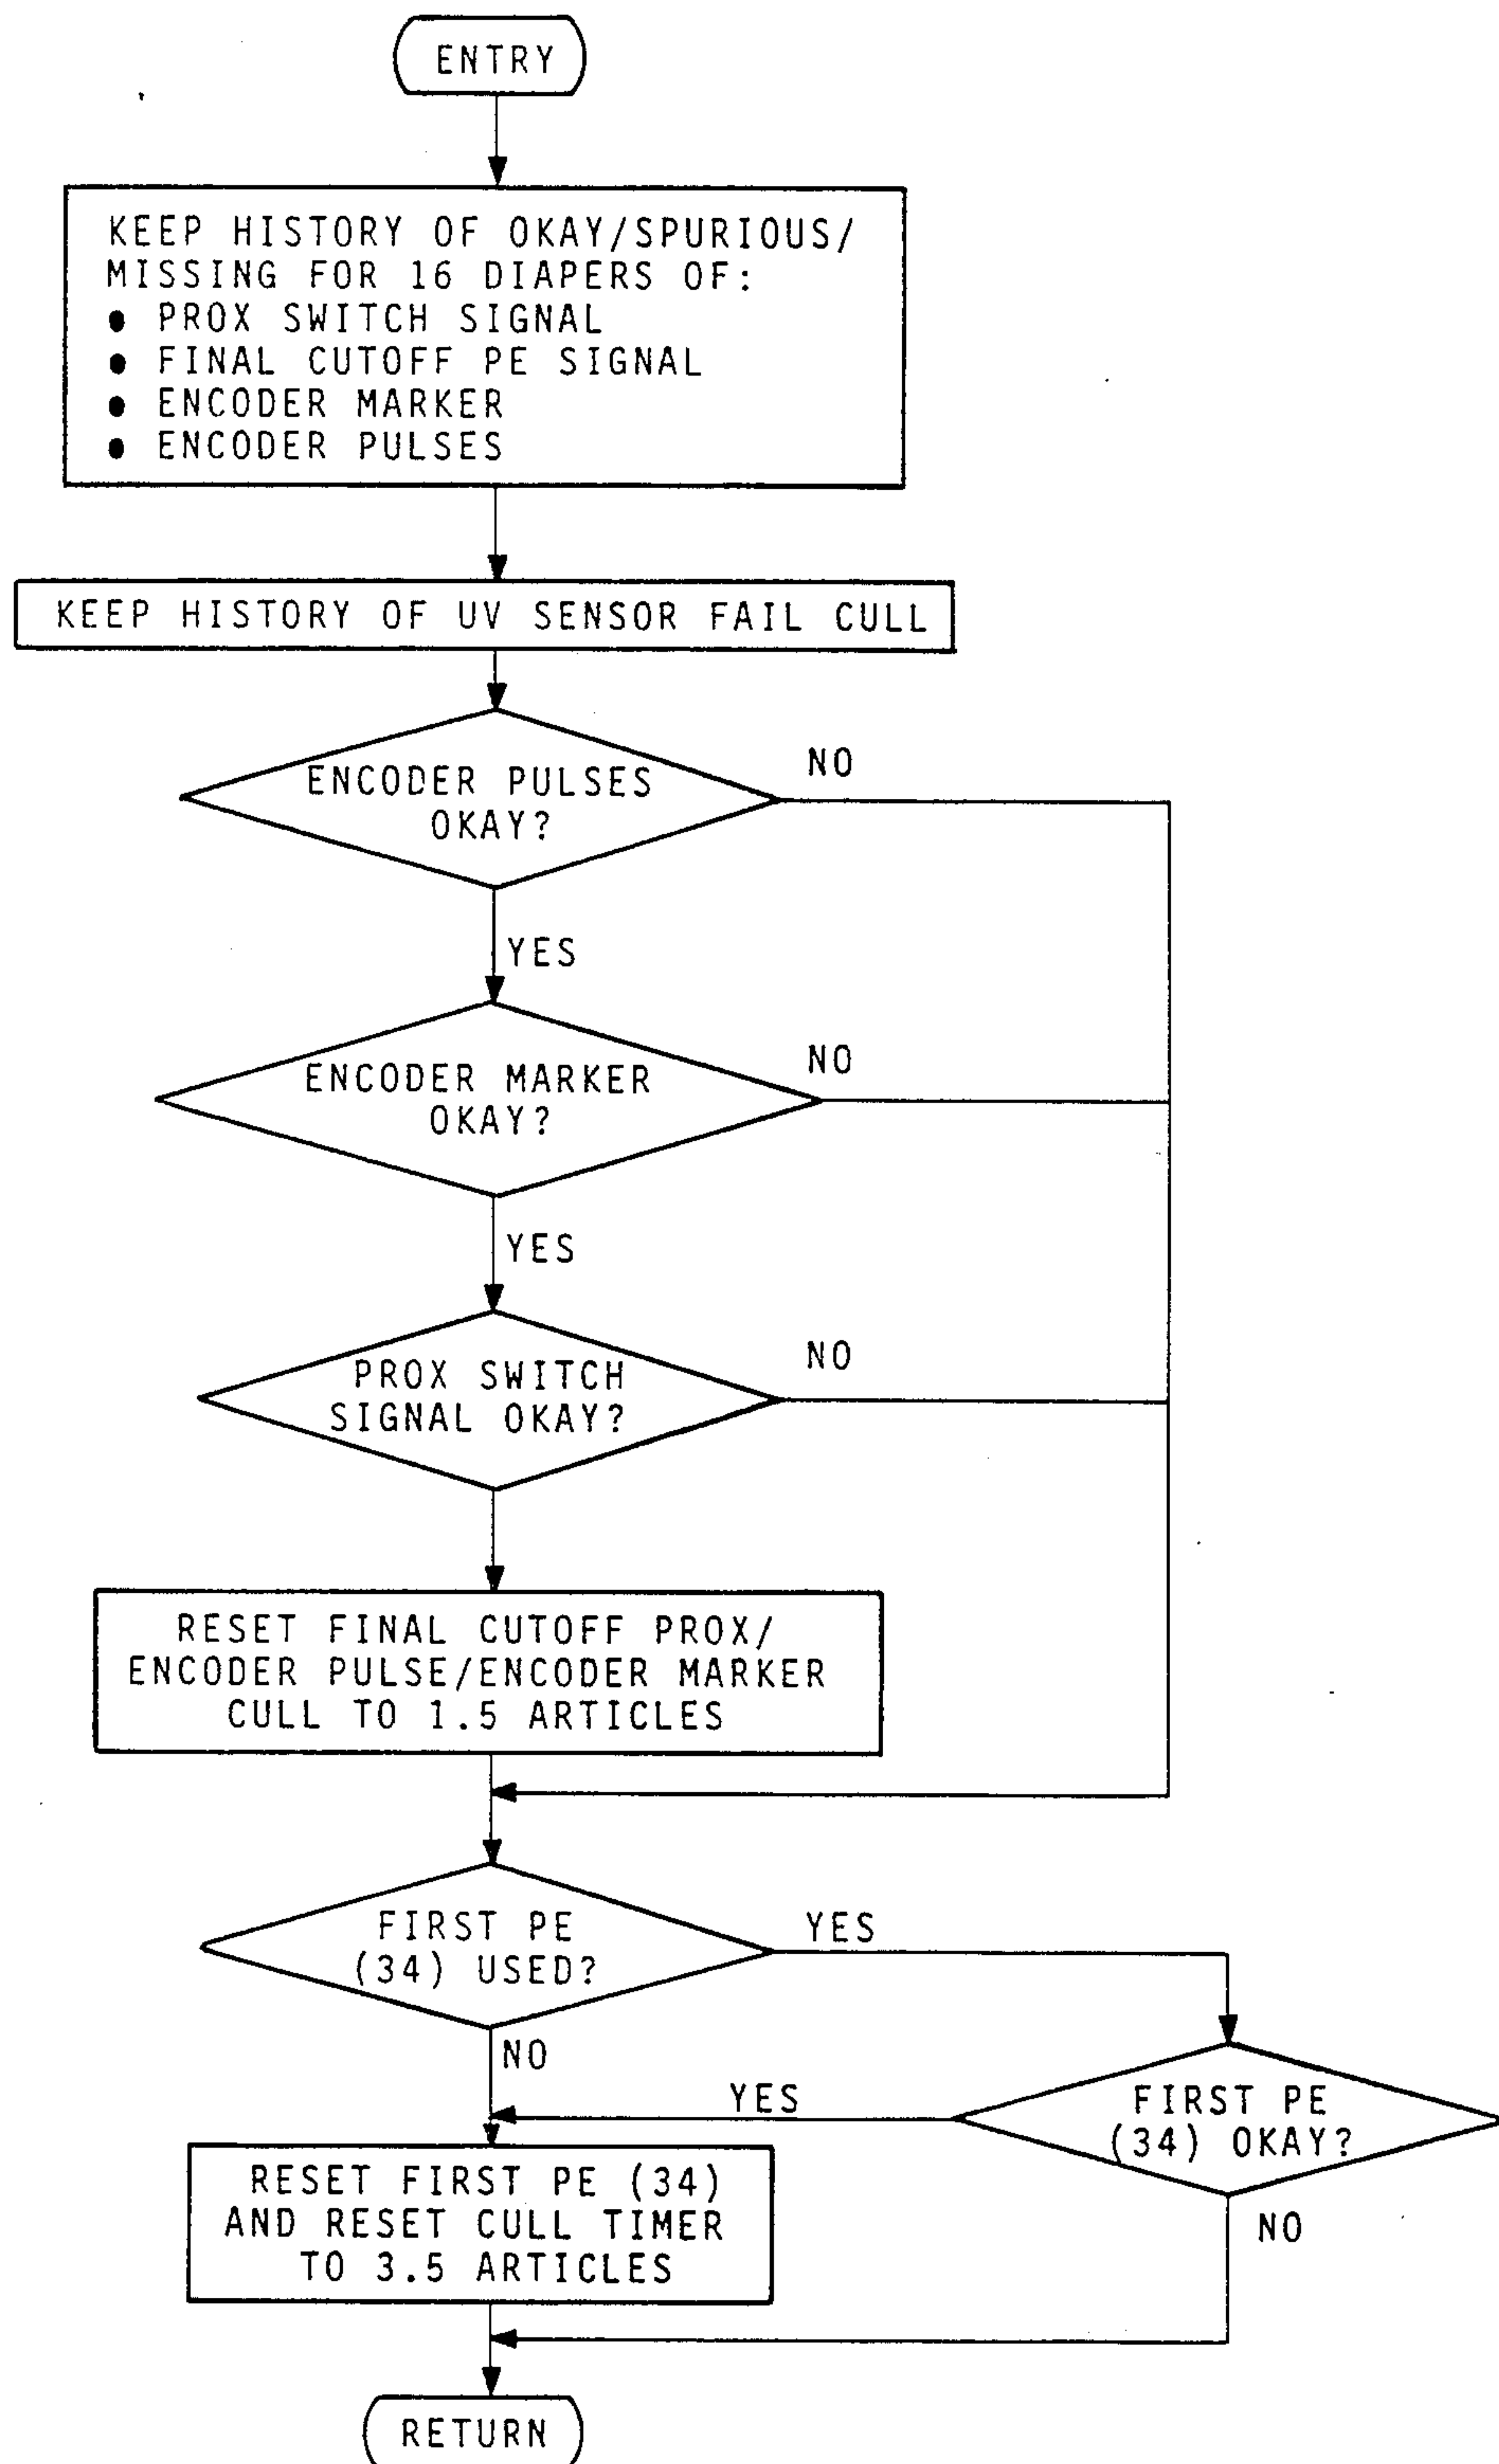 ENTRY
KEEP HISTORY OF OKAY/SPURIOUS/
MISSING FOR 16 DIAPERS OF:
● PROX SWITCH SIGNAL
● FINAL CUTOFF PE SIGNAL
● ENCODER MARKER
● ENCODER PULSES
KEEP HISTORY OF UV SENSOR FAIL CULL
ENCODER PULSES
OKAY?
NO
YES
ENCODER MARKER
OKAY?
NO
YES
PROX SWITCH
SIGNAL OKAY?
NO
RESET FINAL CUTOFF PROX/
ENCODER PULSE/ENCODER MARKER
CULL TO 1.5 ARTICLES
FIRST PE
(34) USED?
YES
NO
YES
FIRST PE
(34) OKAY?
NO
RESET FIRST PE (34)
AND RESET CULL TIMER
TO 3.5 ARTICLES
RETURN